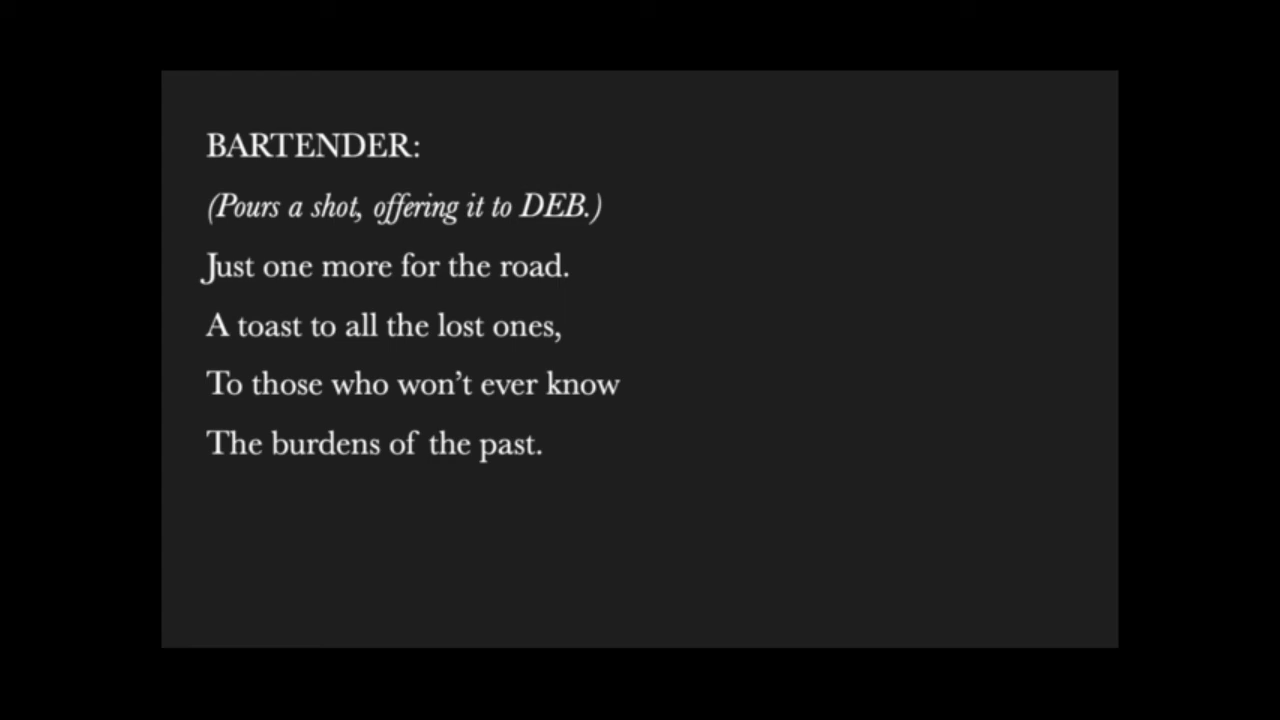 BARTENDER:
(Pours a shot, offering it to DEB.)
Just one more for the road.
A toast to all the lost ones,
To those who won’t ever know
The burdens of the past.